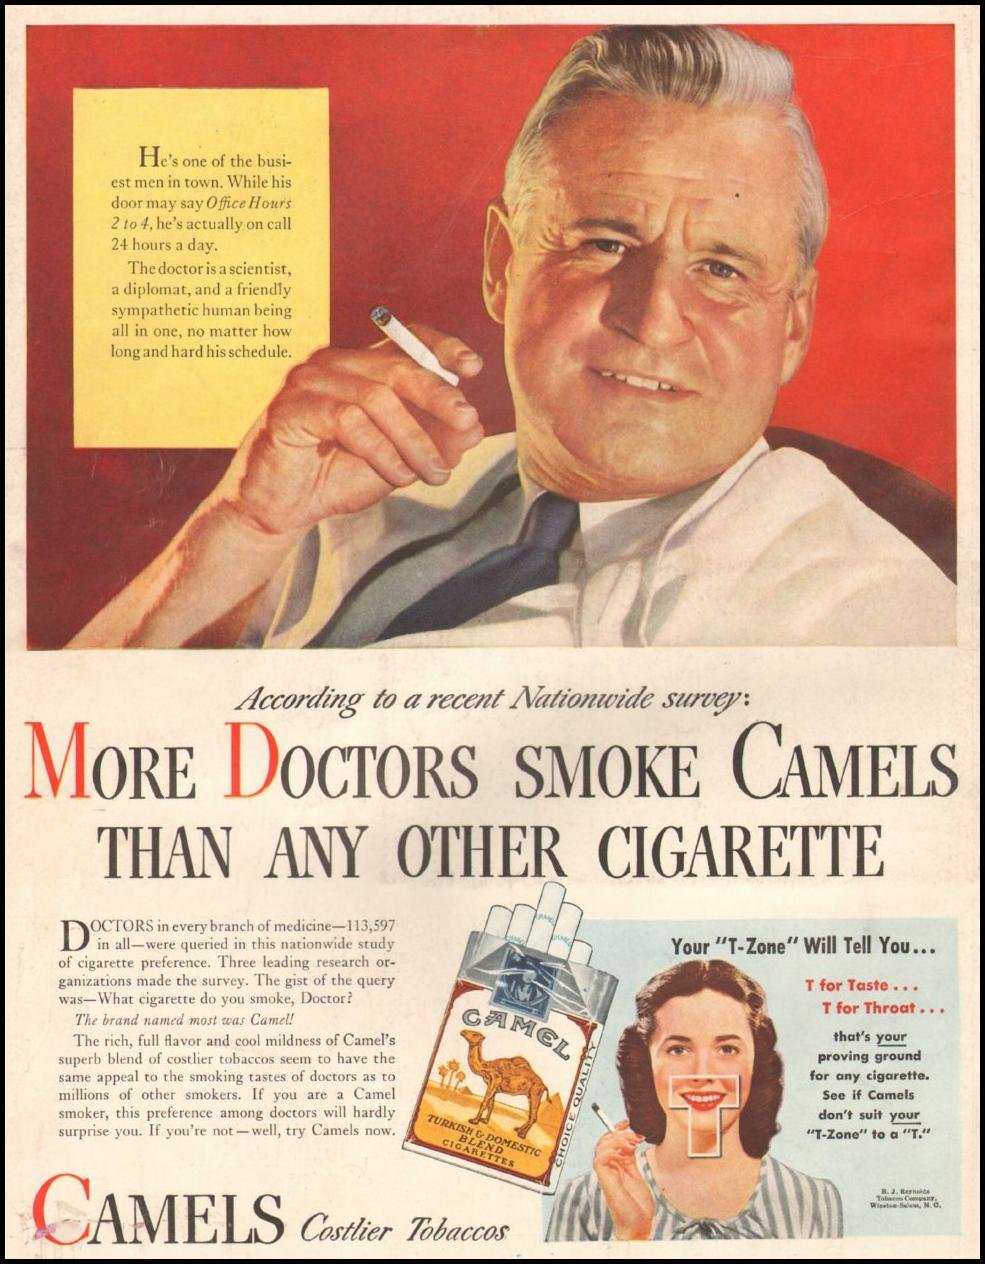 He's one of the busi-
est men in town. While his
door may say Office Hours
2 to 4, he's actually on call
24 hours a day.
The doctor is a scientist,
a diplomat, and a friendly
sympathetic human being
all in one, no matter how
long and hard his schedule.
According to a recent Nationwide survey:
MORE DOCTORS SMOKE CAMELS
THAN ANY OTHER CIGARETTE
DOCTORS in every branch of medicine—113,597
in all—were queried in this nationwide study
of cigarette preference. Three leading research or-
ganizations made the survey. The gist of the query
was—What cigarette do you smoke, Doctor?
The brand named most was Camel!
The rich, full flavor and cool mildness of Camel's
superb blend of costlier tobaccos seem to have the
same appeal to the smoking tastes of doctors as to
millions of other smokers. If you are a Camel
smoker, this preference among doctors will hardly
surprise you. If you're not—well, try Camels now.
CAMEL
CAMEL
CAMEL
CAMEL
TURKISH & DOMESTIC
BLEND
CIGARETTES
CHOICE QUALITY
Your "T-Zone" Will Tell You...
T for Taste...
T for Throat...
that's your
proving ground
for any cigarette.
See if Camels
don't suit your
"T-Zone" to a "T."
T
R. J. Reynolds
Tobacco Company,
Winston-Salem, N. C.
CAMELS Costlier Tobaccos